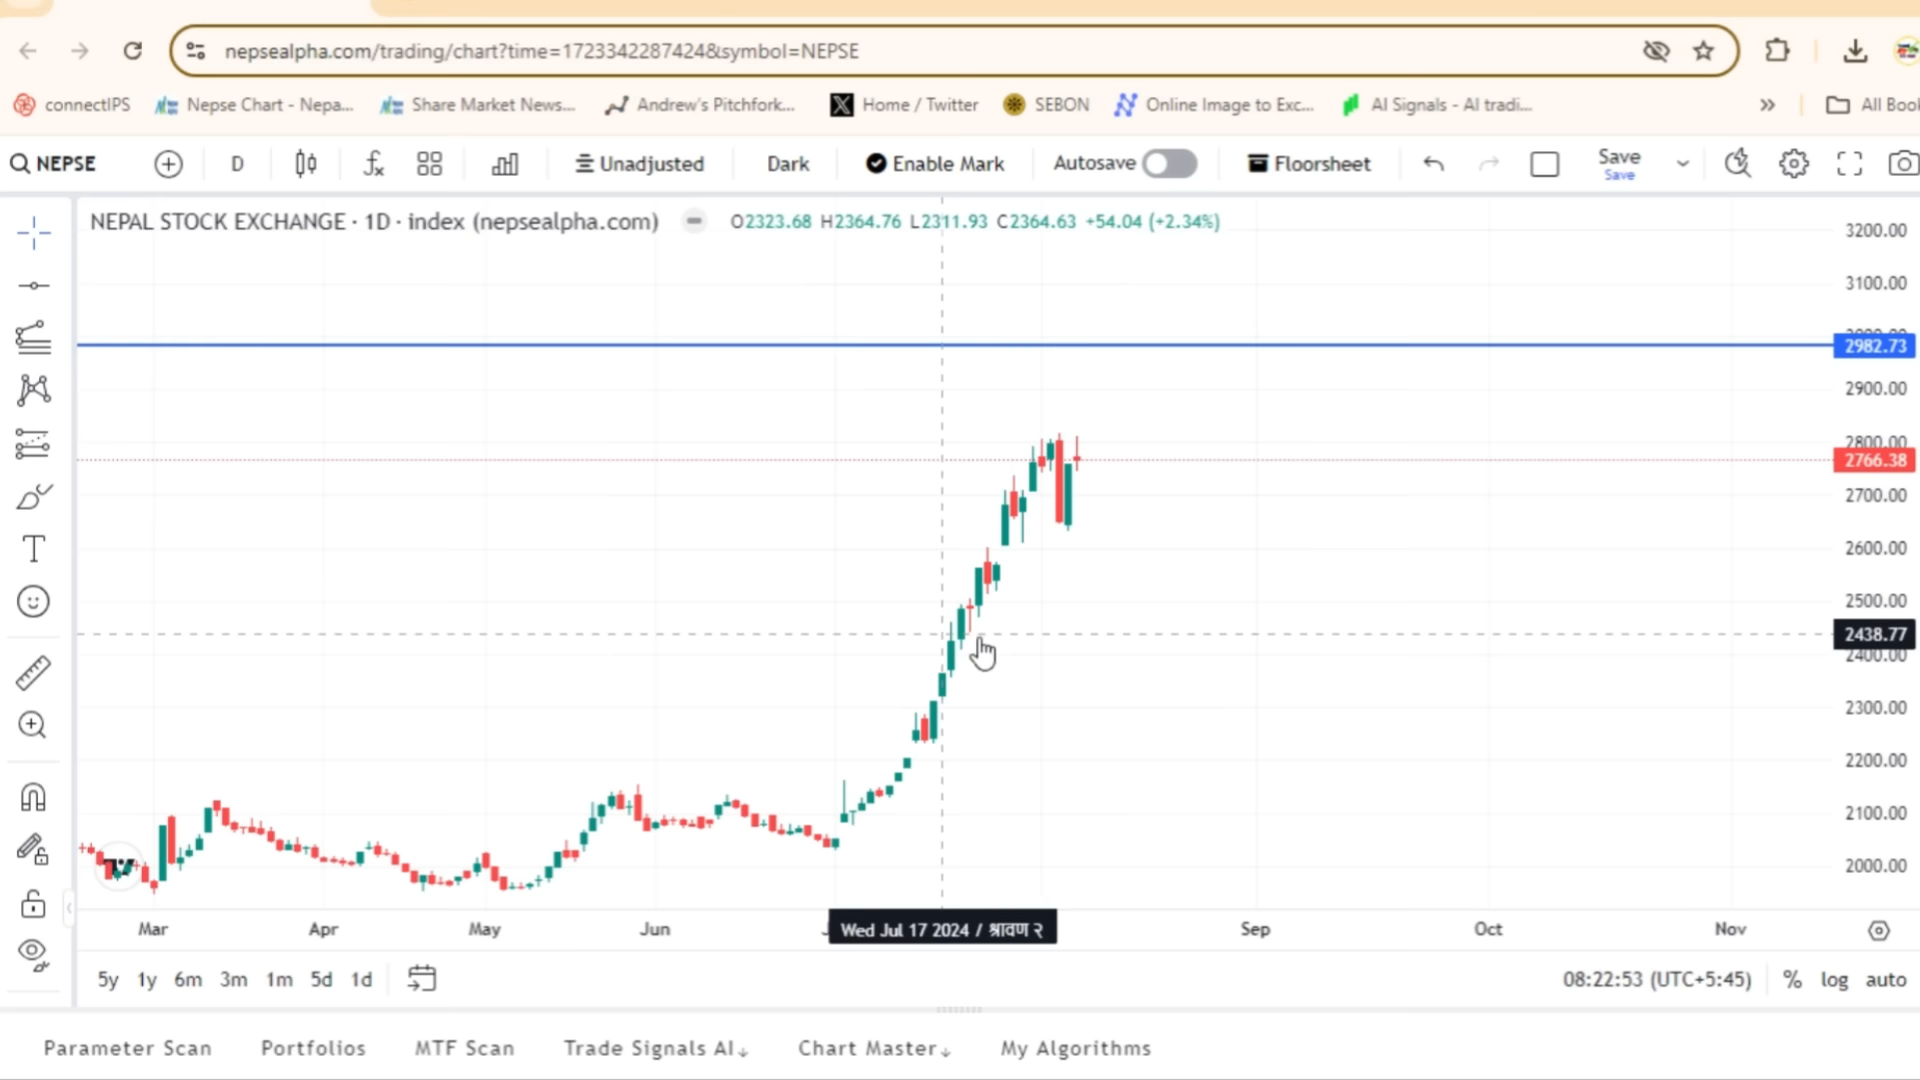 nepsealpha.com/trading/chart?time=1723342287424&symbol=NEPSE
connectIPS Nepse Chart - Nepa... Share Market News... Andrew's Pitchfork... Home / Twitter SEBON Online Image to Exc... AI Signals - AI tradi... » All Book
NEPSE D Unadjusted Dark Enable Mark Autosave Floorsheet Save
Save
NEPAL STOCK EXCHANGE · 1D · index (nepsealpha.com) O2323.68 H2364.76 L2311.93 C2364.63 +54.04 (+2.34%)
3200.00
3100.00
2982.73
2900.00
2800.00
2766.38
2700.00
2600.00
2500.00
2438.77
2400.00
2300.00
2200.00
2100.00
2000.00
Mar Apr May Jun Wed Jul 17 2024 / श्रावण २ Sep Oct Nov
5y 1y 6m 3m 1m 5d 1d 08:22:53 (UTC+5:45) % log auto
Parameter Scan Portfolios MTF Scan Trade Signals AI↓ Chart Master↓ My Algorithms